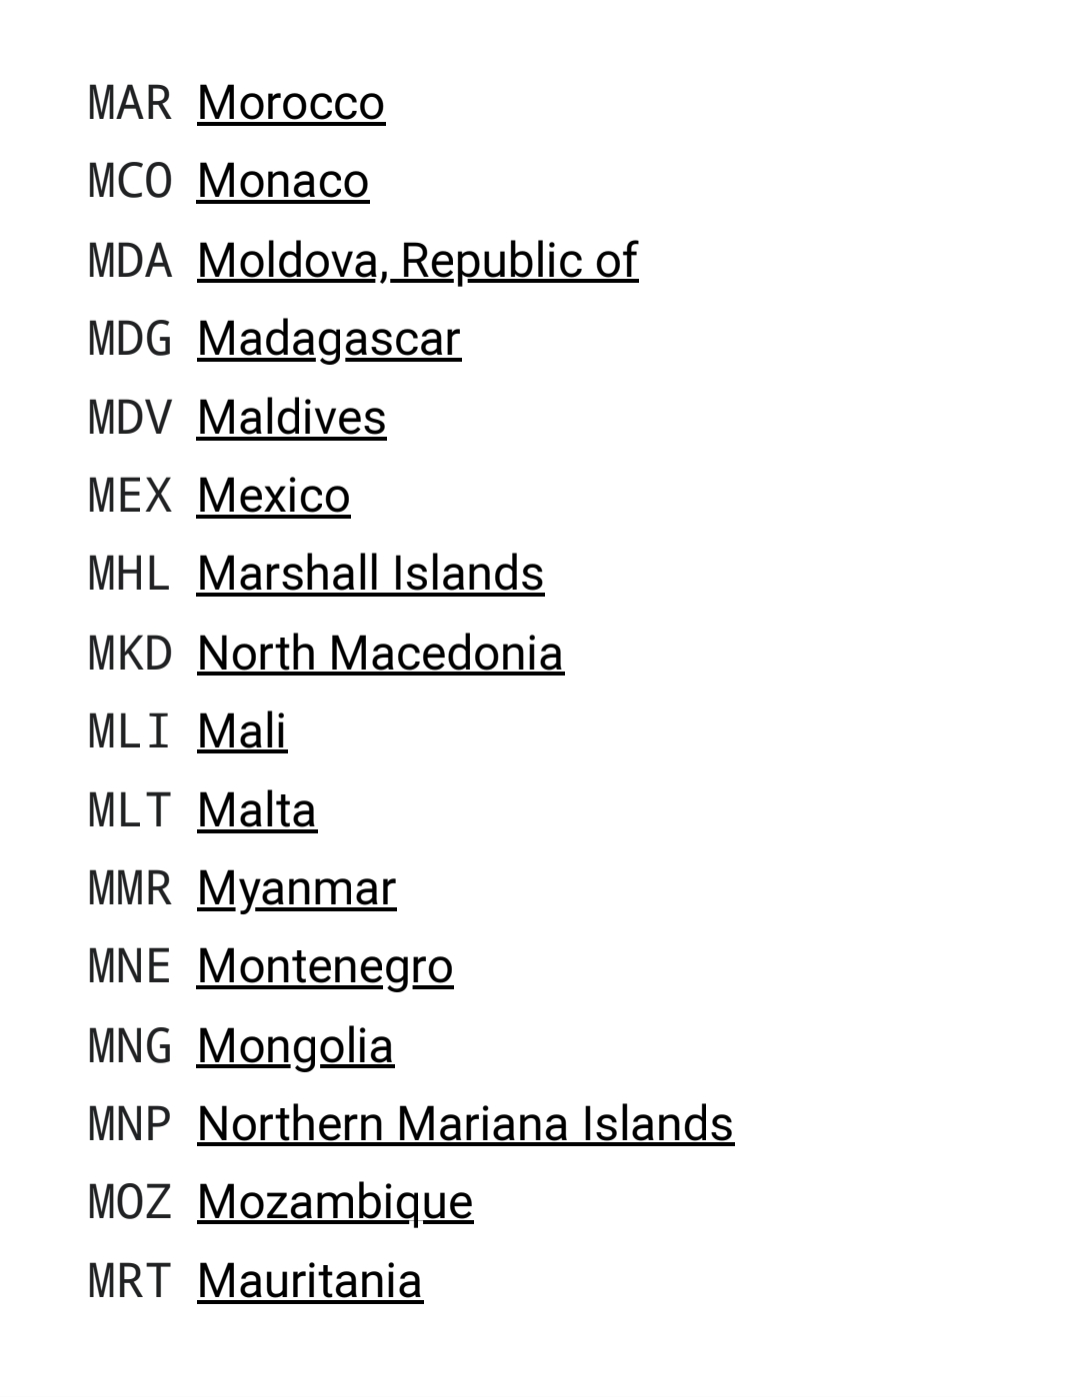 MAR Morocco
MCO Monaco
MDA Moldova, Republic of
MDG Madagascar
MDV Maldives
MEX Mexico
MHL Marshall Islands
MKD North Macedonia
MLI Mali
MLT Malta
MMR Myanmar
MNE Montenegro
MNG Mongolia
MNP Northern Mariana Islands
MOZ Mozambique
MRT Mauritania